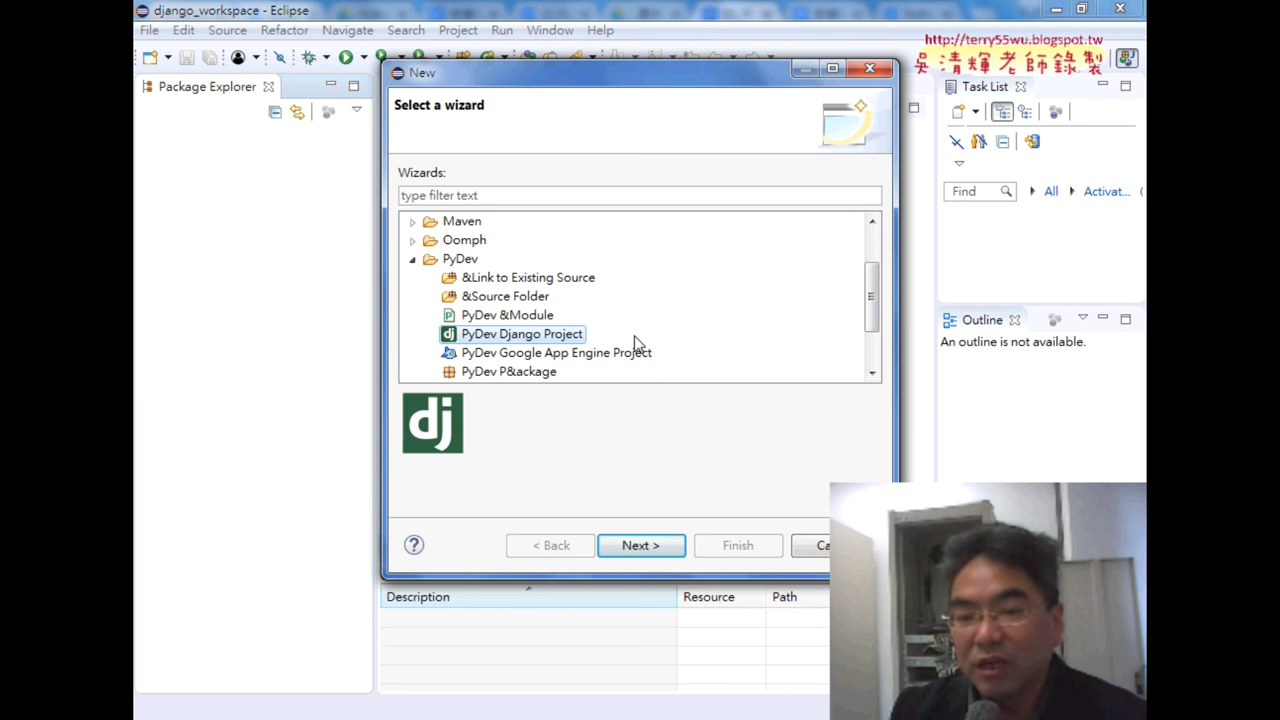 django_workspace - Eclipse
File Edit Source Refactor Navigate Search Project Run Window Help
http://terry55wu.blogspot.tw
吳清輝老師錄製
Package Explorer
New
Task List
Select a wizard
Wizards:
type filter text
Find
All
Activat...
Maven
Oomph
PyDev
&Link to Existing Source
&Source Folder
PyDev &Module
PyDev Django Project
PyDev Google App Engine Project
PyDev P&ackage
Outline
An outline is not available.
dj
< Back
Next >
Finish
Ca
Description
Resource
Path